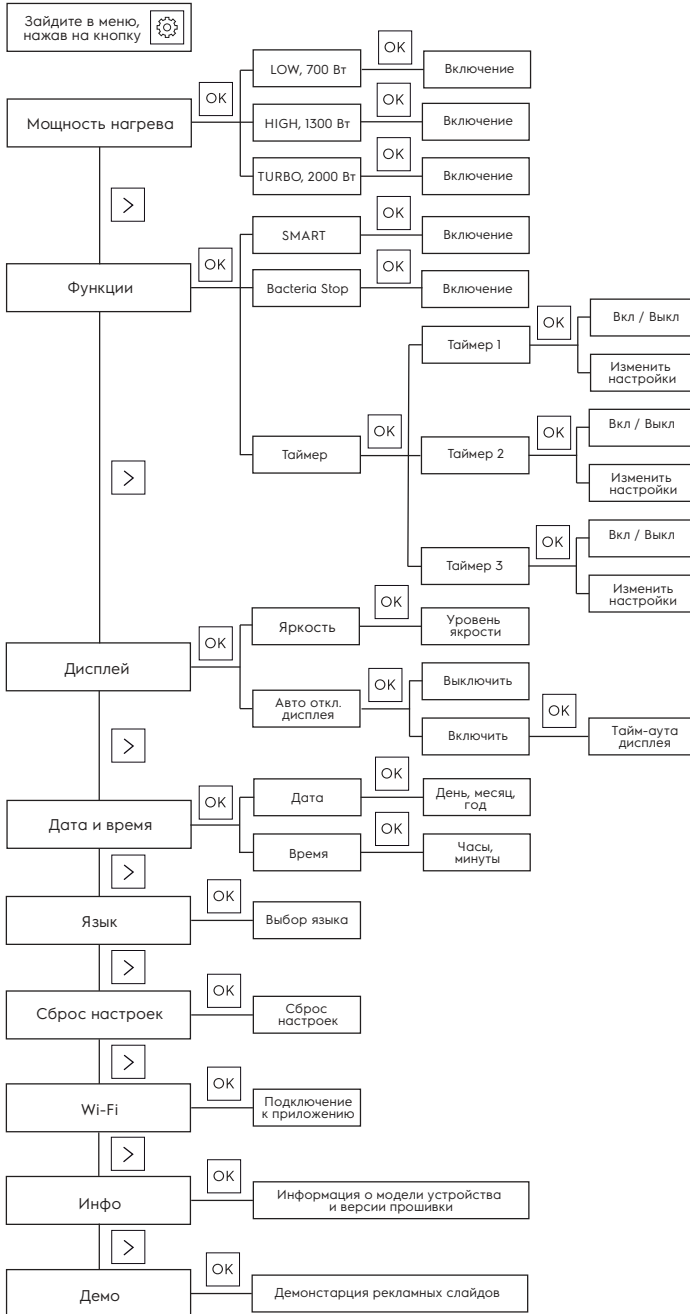 Зайдите в меню,
нажав на кнопку
Мощность нагрева
OK
LOW, 700 Вт
OK
Включение
HIGH, 1300 Вт
OK
Включение
TURBO, 2000 Вт
OK
Включение
>
Функции
OK
SMART
OK
Включение
Bacteria Stop
OK
Включение
Таймер
OK
Таймер 1
OK
Вкл / Выкл
Изменить
настройки
Таймер 2
OK
Вкл / Выкл
Изменить
настройки
Таймер 3
OK
Вкл / Выкл
Изменить
настройки
>
Дисплей
OK
Яркость
OK
Уровень
якрости
Авто откл.
дисплея
OK
Выключить
Включить
OK
Тайм-аута
дисплея
>
Дата и время
OK
Дата
OK
День, месяц,
год
Время
OK
Часы,
минуты
>
Язык
OK
Выбор языка
>
Сброс настроек
OK
Сброс
настроек
>
Wi-Fi
OK
Подключение
к приложению
>
Инфо
OK
Информация о модели устройства
и версии прошивки
>
Демо
OK
Демонстарция рекламных слайдов